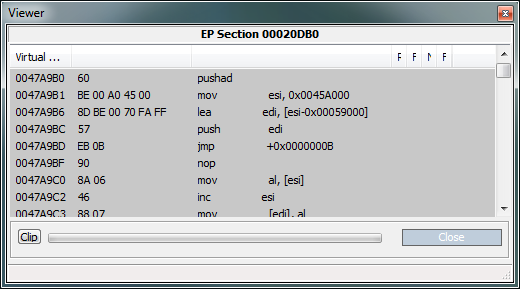 Viewer
EP Section 00020DB0
Virtual ... F F N F
0047A9B0 60 pushad
0047A9B1 BE 00 A0 45 00 mov esi, 0x0045A000
0047A9B6 8D BE 00 70 FA FF lea edi, [esi-0x00059000]
0047A9BC 57 push edi
0047A9BD EB 0B jmp +0x0000000B
0047A9BF 90 nop
0047A9C0 8A 06 mov al, [esi]
0047A9C2 46 inc esi
0047A9C3 88 07 mov [edi], al
Clip Close